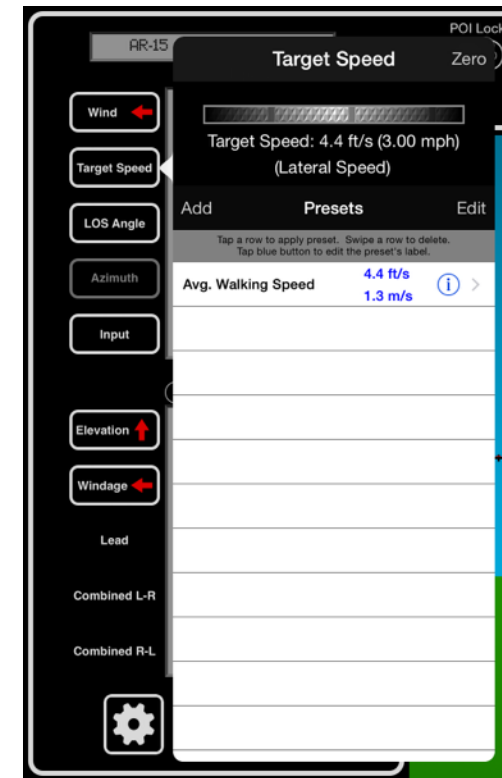 POI Lock
AR-15
Target Speed
Zero
Wind
Target Speed: 4.4 ft/s (3.00 mph)
(Lateral Speed)
Target Speed
LOS Angle
Add
Presets
Edit
Tap a row to apply preset. Swipe a row to delete.
Tap blue button to edit the preset's label.
Azimuth
Avg. Walking Speed
4.4 ft/s
1.3 m/s
i
Input
Elevation
Windage
Lead
Combined L-R
Combined R-L